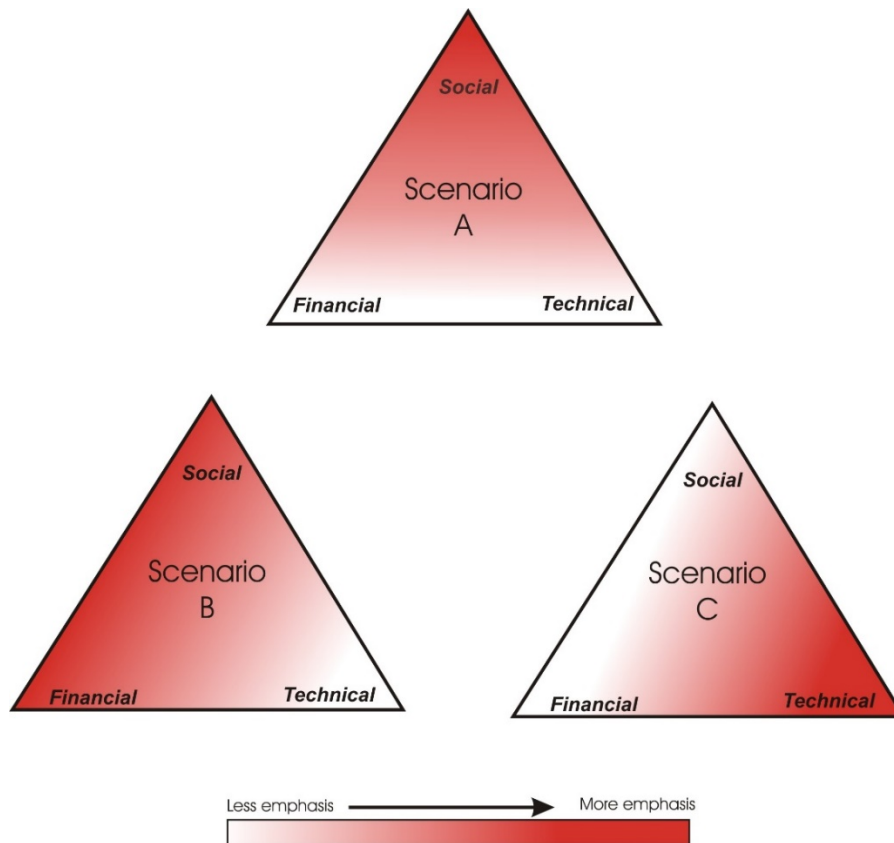 Social
Scenario
A
Financial
Technical
Social
Scenario
B
Financial
Technical
Social
Scenario
C
Financial
Technical
Less emphasis
More emphasis